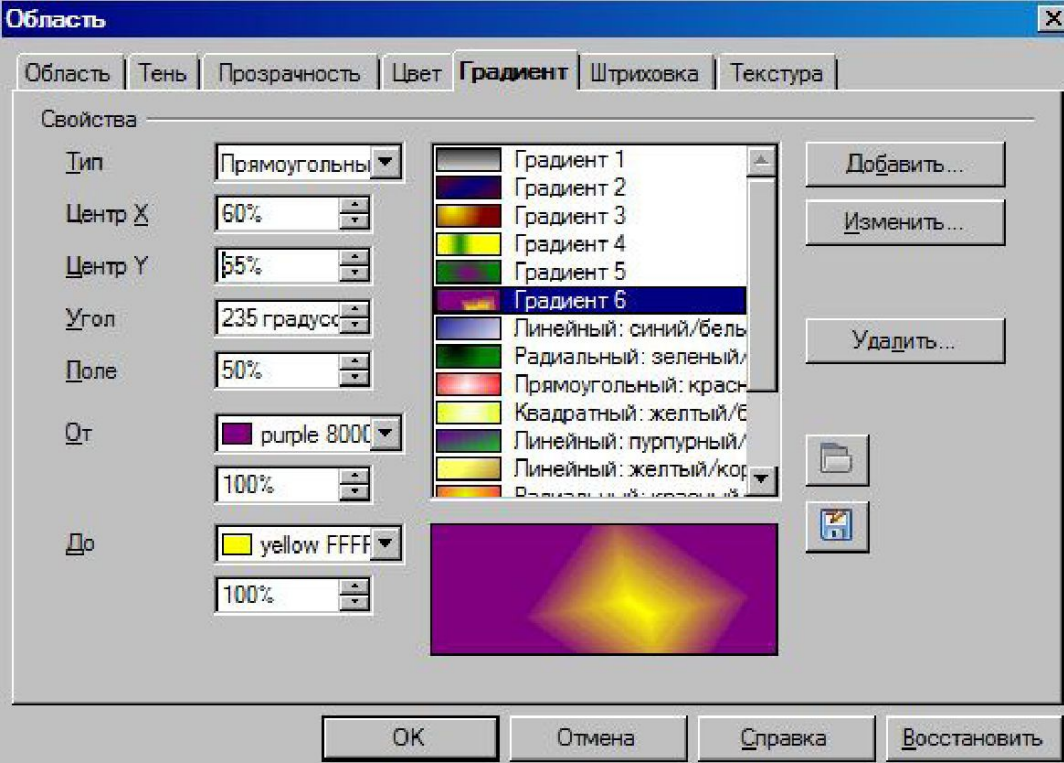 Область
Область Тень Прозрачность Цвет Градиент Штриховка Текстура
Свойства
Тип Прямоугольны
Центр X 60%
Центр Y 55%
Угол 235 градусо
Поле 50%
От purple 8000
100%
До yellow FFFF
100%
Градиент 1
Градиент 2
Градиент 3
Градиент 4
Градиент 5
Градиент 6
Линейный: синий/белы
Радиальный: зеленый/
Прямоугольный: красн
Квадратный: желтый/б
Линейный: пурпурный/
Линейный: желтый/кор
Радиальный: красный
Добавить...
Изменить...
Удалить...
OK Отмена Справка Восстановить